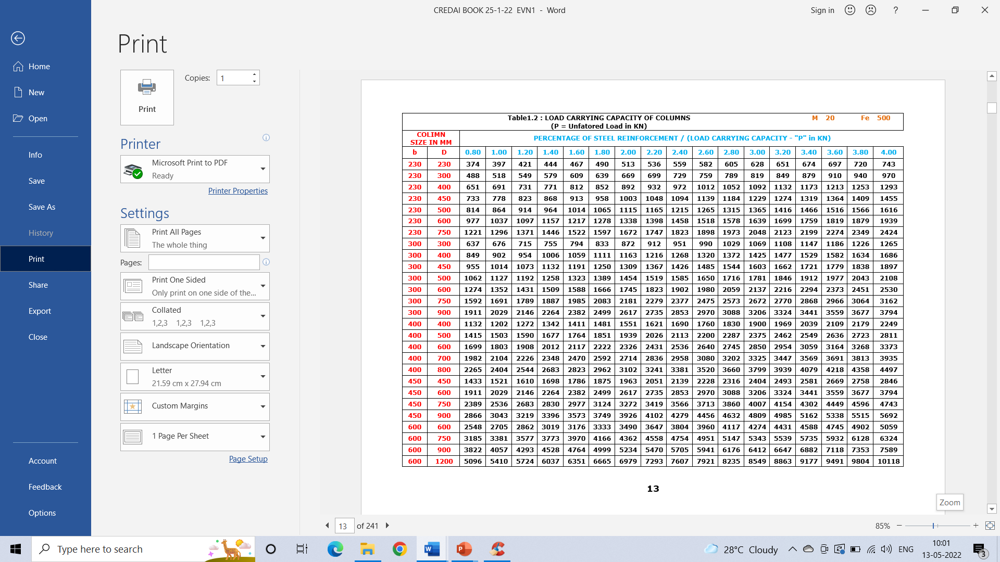 CREDAI BOOK 25-1-22  EVN1  -  Word
Sign in
?
Print
Home
New
Open
Info
Save
Save As
History
Print
Share
Export
Close
Account
Feedback
Options
Print
Copies: 1
Printer
Microsoft Print to PDF
Ready
Printer Properties
Settings
Print All Pages
The whole thing
Pages:
Print One Sided
Only print on one side of the...
Collated
1,2,3 1,2,3 1,2,3
Landscape Orientation
Letter
21.59 cm x 27.94 cm
Custom Margins
1 Page Per Sheet
Page Setup
Table1.2 : LOAD CARRYING CAPACITY OF COLUMNS M 20 Fe 500
(P = Unfatored Load in KN)
COLIMN
SIZE IN MM
PERCENTAGE OF STEEL REINFORCEMENT / (LOAD CARRYING CAPACITY - "P" in KN)
b D 0.80 1.00 1.20 1.40 1.60 1.80 2.00 2.20 2.40 2.60 2.80 3.00 3.20 3.40 3.60 3.80 4.00
230 230 374 397 421 444 467 490 513 536 559 582 605 628 651 674 697 720 743
230 300 488 518 549 579 609 639 669 699 729 759 789 819 849 879 910 940 970
230 400 651 691 731 771 812 852 892 932 972 1012 1052 1092 1132 1173 1213 1253 1293
230 450 733 778 823 868 913 958 1003 1048 1094 1139 1184 1229 1274 1319 1364 1409 1455
230 500 814 864 914 964 1014 1065 1115 1165 1215 1265 1315 1365 1416 1466 1516 1566 1616
230 600 977 1037 1097 1157 1217 1278 1338 1398 1458 1518 1578 1639 1699 1759 1819 1879 1939
230 750 1221 1296 1371 1446 1522 1597 1672 1747 1823 1898 1973 2048 2123 2199 2274 2349 2424
300 300 637 676 715 755 794 833 872 912 951 990 1029 1069 1108 1147 1186 1226 1265
300 400 849 902 954 1006 1059 1111 1163 1216 1268 1320 1372 1425 1477 1529 1582 1634 1686
300 450 955 1014 1073 1132 1191 1250 1309 1367 1426 1485 1544 1603 1662 1721 1779 1838 1897
300 500 1062 1127 1192 1258 1323 1389 1454 1519 1585 1650 1716 1781 1846 1912 1977 2043 2108
300 600 1274 1352 1431 1509 1588 1666 1745 1823 1902 1980 2059 2137 2216 2294 2373 2451 2530
300 750 1592 1691 1789 1887 1985 2083 2181 2279 2377 2475 2573 2672 2770 2868 2966 3064 3162
300 900 1911 2029 2146 2264 2382 2499 2617 2735 2853 2970 3088 3206 3324 3441 3559 3677 3794
400 400 1132 1202 1272 1342 1411 1481 1551 1621 1690 1760 1830 1900 1969 2039 2109 2179 2249
400 500 1415 1503 1590 1677 1764 1851 1939 2026 2113 2200 2287 2375 2462 2549 2636 2723 2811
400 600 1699 1803 1908 2012 2117 2222 2326 2431 2536 2640 2745 2850 2954 3059 3164 3268 3373
400 700 1982 2104 2226 2348 2470 2592 2714 2836 2958 3080 3202 3325 3447 3569 3691 3813 3935
400 800 2265 2404 2544 2683 2823 2962 3102 3241 3381 3520 3660 3799 3939 4079 4218 4358 4497
450 450 1433 1521 1610 1698 1786 1875 1963 2051 2139 2228 2316 2404 2493 2581 2669 2758 2846
450 600 1911 2029 2146 2264 2382 2499 2617 2735 2853 2970 3088 3206 3324 3441 3559 3677 3794
450 750 2389 2536 2683 2830 2977 3124 3272 3419 3566 3713 3860 4007 4154 4302 4449 4596 4743
450 900 2866 3043 3219 3396 3573 3749 3926 4102 4279 4456 4632 4809 4985 5162 5338 5515 5692
600 600 2548 2705 2862 3019 3176 3333 3490 3647 3804 3960 4117 4274 4431 4588 4745 4902 5059
600 750 3185 3381 3577 3773 3970 4166 4362 4558 4754 4951 5147 5343 5539 5735 5932 6128 6324
600 900 3822 4057 4293 4528 4764 4999 5234 5470 5705 5941 6176 6412 6647 6882 7118 7353 7589
600 1200 5096 5410 5724 6037 6351 6665 6979 7293 7607 7921 8235 8549 8863 9177 9491 9804 10118
13
Zoom
13 of 241
85%
Type here to search
28°C Cloudy
ENG
10:01
13-05-2022
3